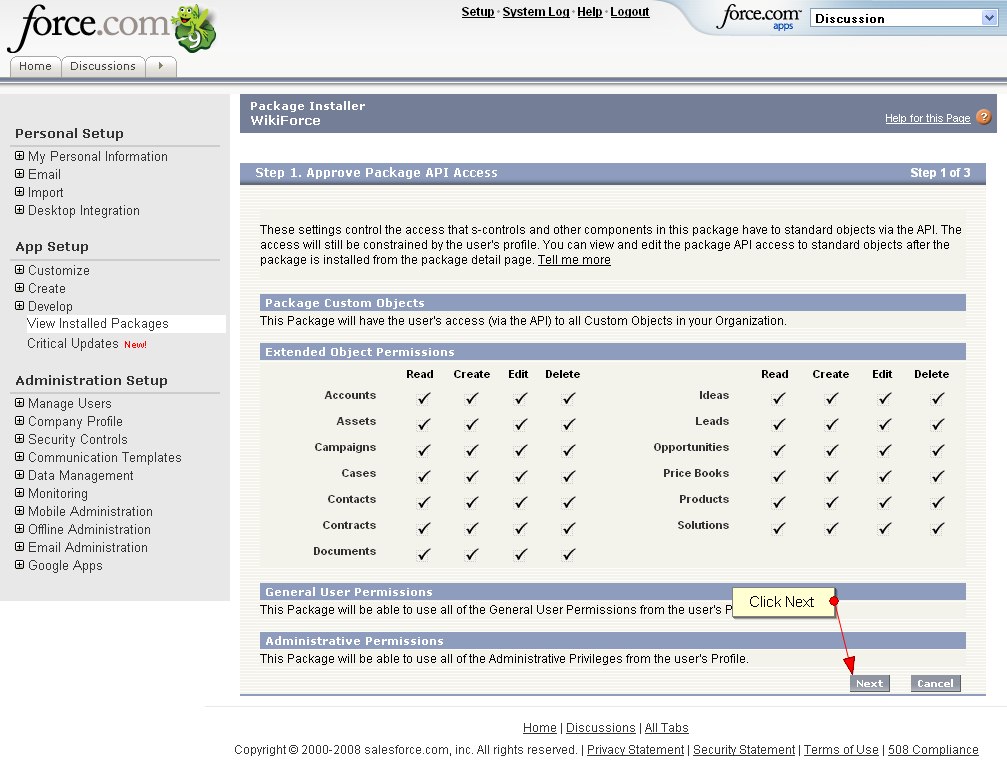 force.com 9
Setup · System Log · Help · Logout
force.com apps
Discussion
Home Discussions
Personal Setup
My Personal Information
Email
Import
Desktop Integration
App Setup
Customize
Create
Develop
View Installed Packages
Critical Updates New!
Administration Setup
Manage Users
Company Profile
Security Controls
Communication Templates
Data Management
Monitoring
Mobile Administration
Offline Administration
Email Administration
Google Apps
Package Installer
WikiForce
Help for this Page ?
Step 1. Approve Package API Access Step 1 of 3
These settings control the access that s-controls and other components in this package have to standard objects via the API. The
access will still be constrained by the user's profile. You can view and edit the package API access to standard objects after the
package is installed from the package detail page. Tell me more
Package Custom Objects
This Package will have the user's access (via the API) to all Custom Objects in your Organization.
Extended Object Permissions
Read Create Edit Delete Read Create Edit Delete
Accounts ✓ ✓ ✓ ✓ Ideas ✓ ✓ ✓ ✓
Assets ✓ ✓ ✓ ✓ Leads ✓ ✓ ✓ ✓
Campaigns ✓ ✓ ✓ ✓ Opportunities ✓ ✓ ✓ ✓
Cases ✓ ✓ ✓ ✓ Price Books ✓ ✓ ✓ ✓
Contacts ✓ ✓ ✓ ✓ Products ✓ ✓ ✓ ✓
Contracts ✓ ✓ ✓ ✓ Solutions ✓ ✓ ✓ ✓
Documents ✓ ✓ ✓ ✓
General User Permissions
This Package will be able to use all of the General User Permissions from the user's P
Click Next
Administrative Permissions
This Package will be able to use all of the Administrative Privileges from the user's Profile.
Next Cancel
Home | Discussions | All Tabs
Copyright © 2000-2008 salesforce.com, inc. All rights reserved. | Privacy Statement | Security Statement | Terms of Use | 508 Compliance